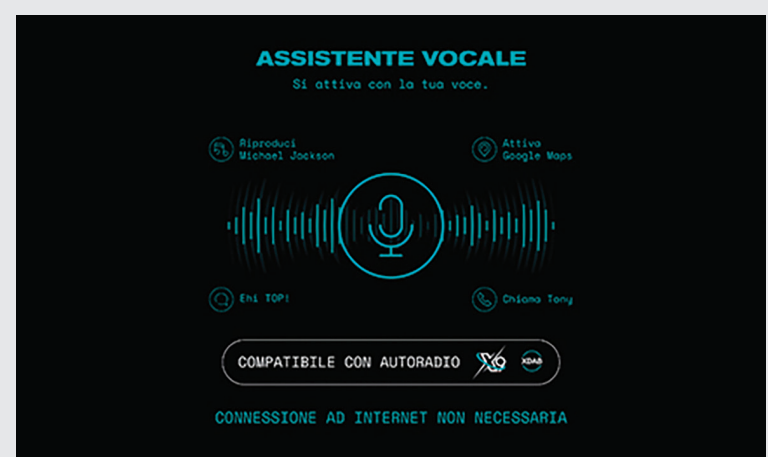 ASSISTENTE VOCALE
Si attiva con la tua voce.
Riproduci
Michael Jackson
Attiva
Google Maps
Ehi TOP!
Chiama Tony
COMPATIBILE CON AUTORADIO X9 XDAB
CONNESSIONE AD INTERNET NON NECESSARIA